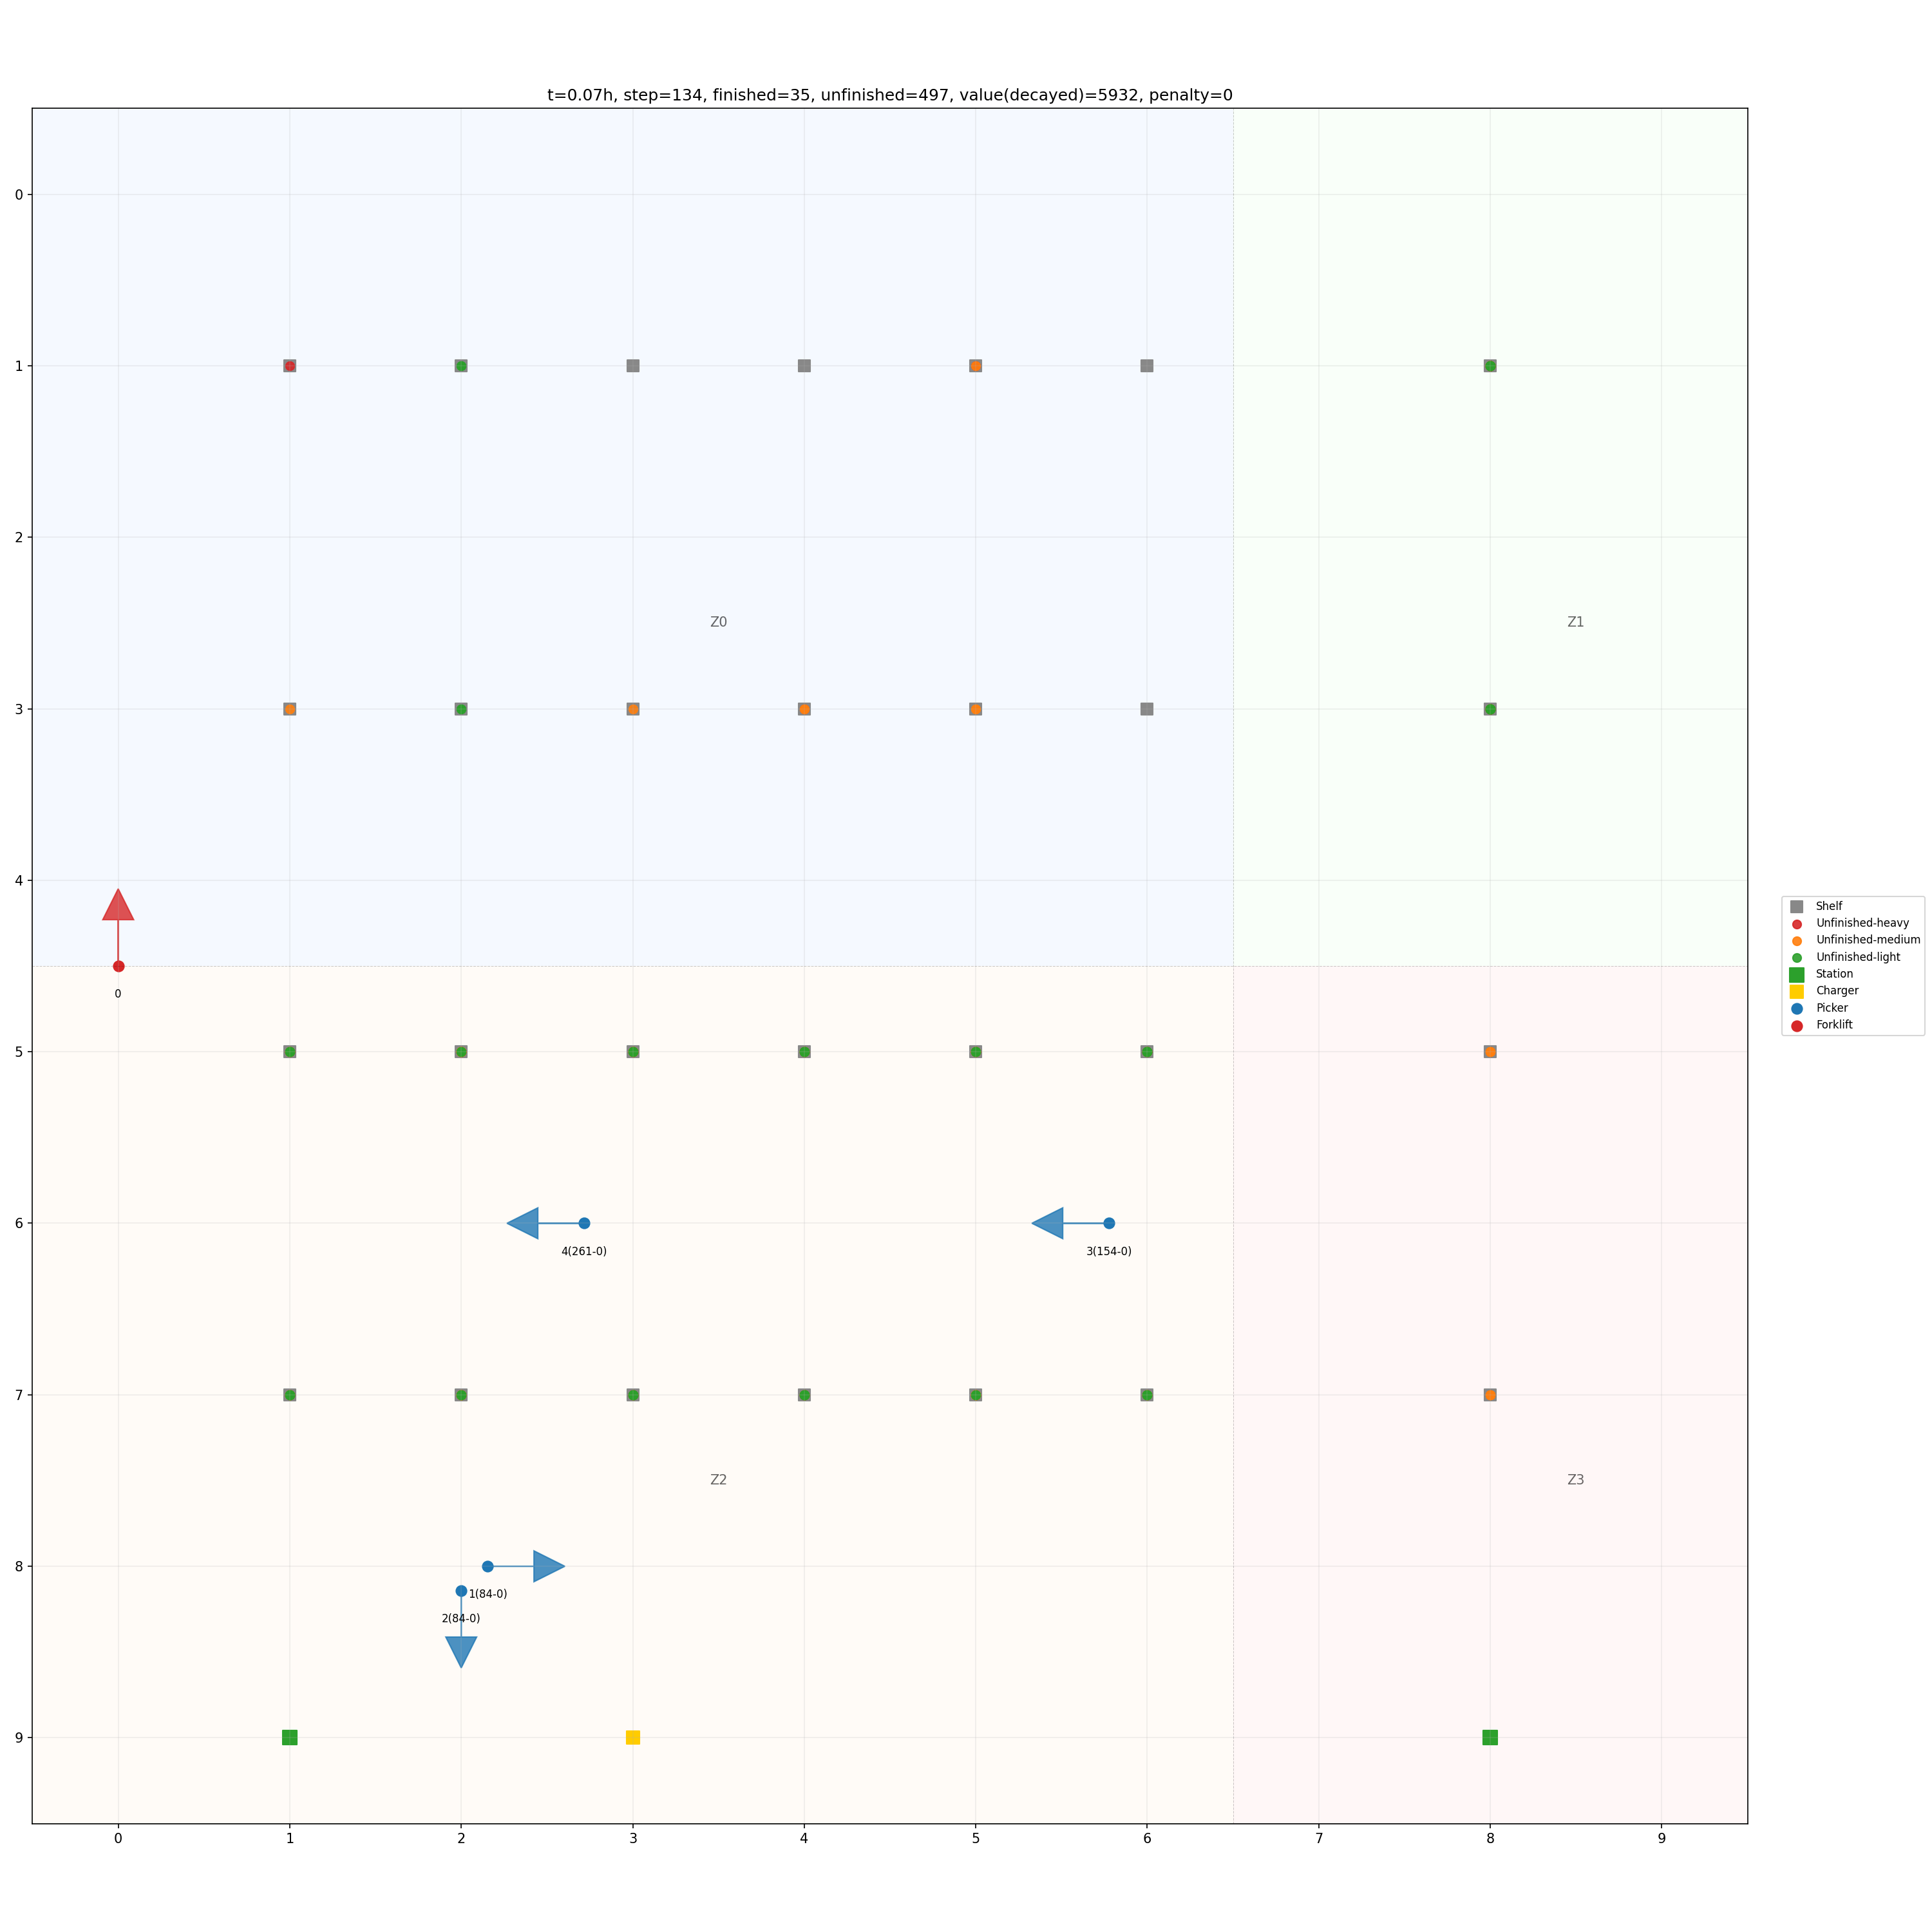 t=0.07h, step=134, finished=35, unfinished=497, value(decayed)=5932, penalty=0
0
1
2
Z0
Z1
3
4
0
Shelf
Unfinished-heavy
Unfinished-medium
Unfinished-light
Station
Charger
Picker
Forklift
5
6
4(261-0)
3(154-0)
7
Z2
Z3
8
1(84-0)
2(84-0)
9
0 1 2 3 4 5 6 7 8 9